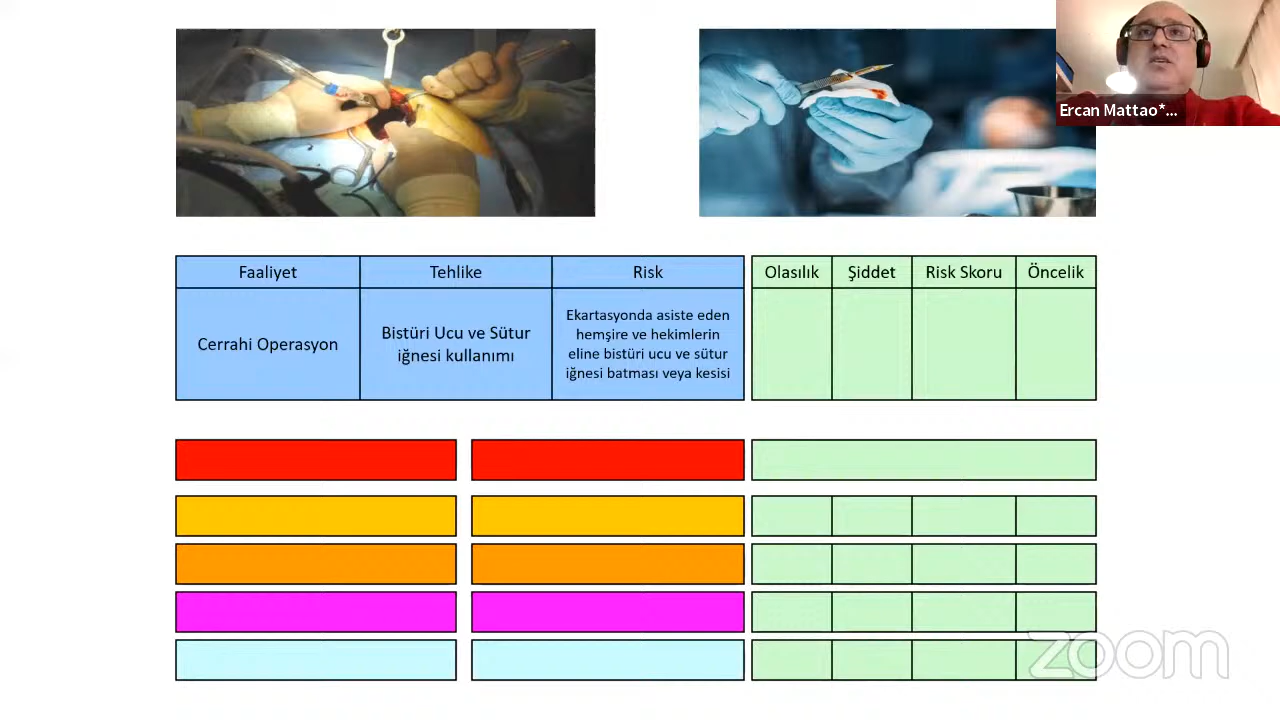 Ercan Mattao*...
Faaliyet
Tehlike
Risk
Olasılık
Şiddet
Risk Skoru
Öncelik
Cerrahi Operasyon
Bistüri Ucu ve Sütur
iğnesi kullanımı
Ekartasyonda asiste eden
hemşire ve hekimlerin
eline bistüri ucu ve sütur
iğnesi batması veya kesisi
zoom